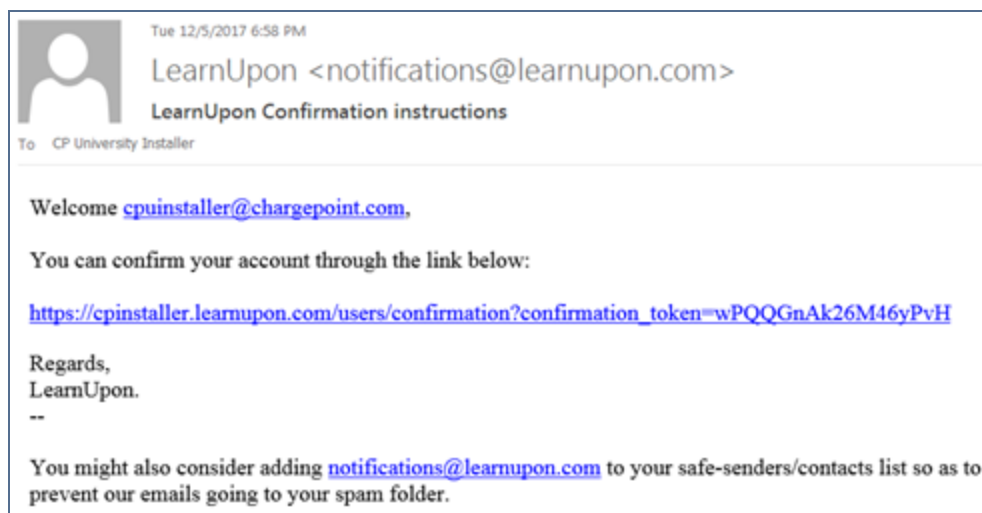 Tue 12/5/2017 6:58 PM
LearnUpon <notifications@learnupon.com>
LearnUpon Confirmation instructions
To CP University Installer
Welcome cpuinstaller@chargepoint.com,
You can confirm your account through the link below:
https://cpinstaller.learnupon.com/users/confirmation?confirmation_token=wPQQGnAk26M46yPvH
Regards,
LearnUpon.
--
You might also consider adding notifications@learnupon.com to your safe-senders/contacts list so as to
prevent our emails going to your spam folder.